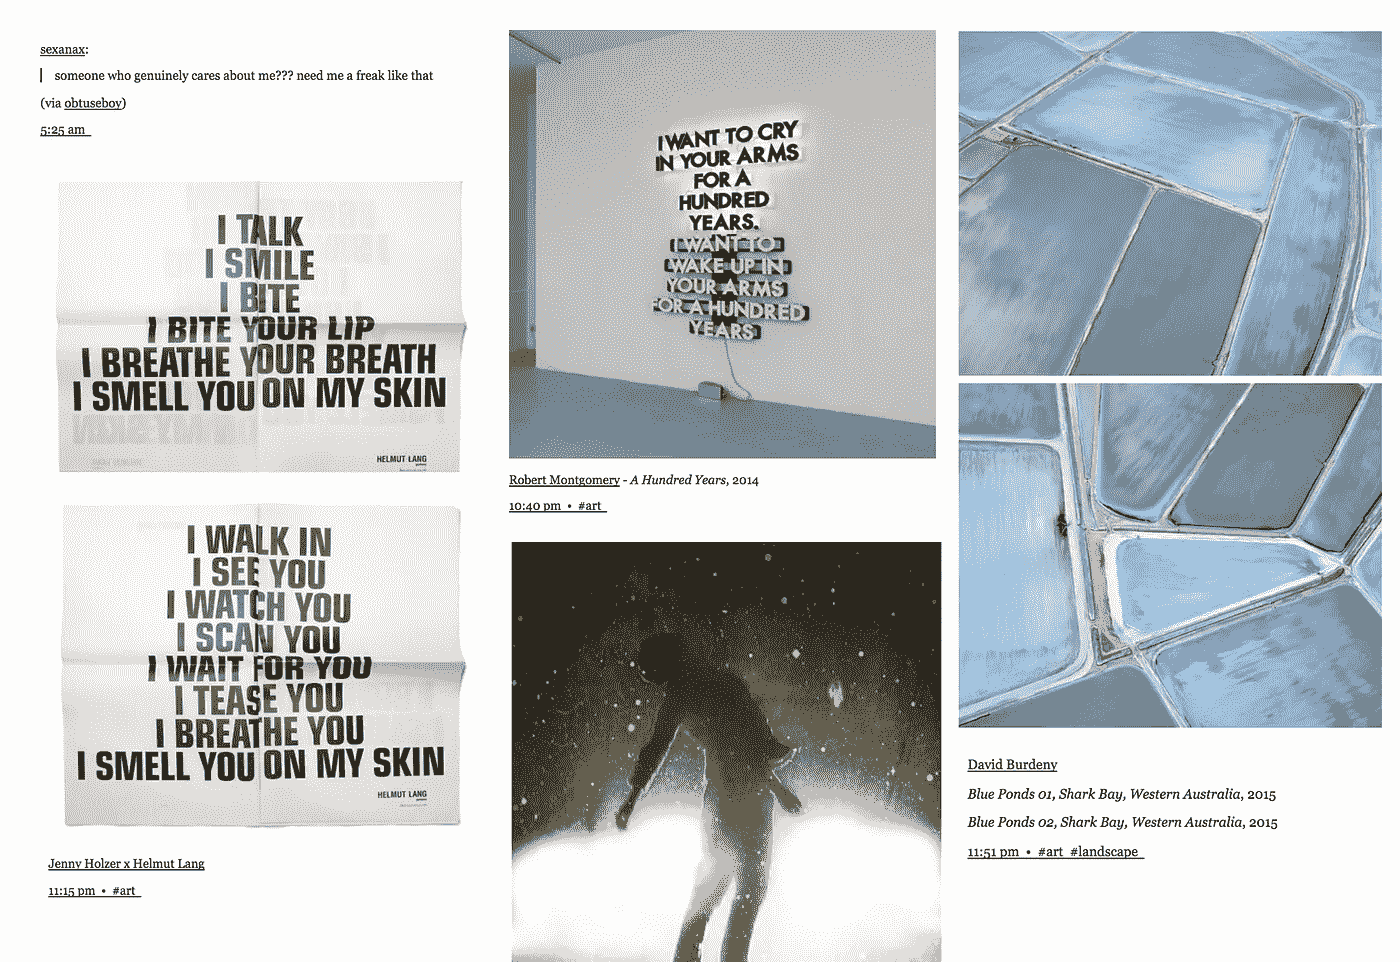 sexanax:
someone who genuinely cares about me??? need me a freak like that
(via obtuseboy)
5:25 am
I TALK
I SMILE
I BITE
I BITE YOUR LIP
I BREATHE YOUR BREATH
I SMELL YOU ON MY SKIN
HELMUT LANG
I WALK IN
I SEE YOU
I WATCH YOU
I SCAN YOU
I WAIT FOR YOU
I TEASE YOU
I BREATHE YOU
I SMELL YOU ON MY SKIN
HELMUT LANG
Jenny Holzer x Helmut Lang
11:15 pm • #art
I WANT TO CRY
IN YOUR ARMS
FOR A
HUNDRED
YEARS.
I WANT TO
WAKE UP IN
YOUR ARMS
FOR A HUNDRED
YEARS
Robert Montgomery - A Hundred Years, 2014
10:40 pm • #art
David Burdeny
Blue Ponds 01, Shark Bay, Western Australia, 2015
Blue Ponds 02, Shark Bay, Western Australia, 2015
11:51 pm • #art #landscape